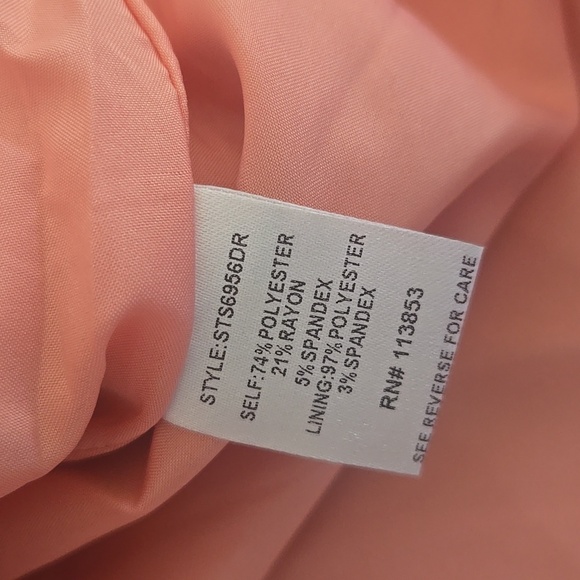 STYLE:STS6956DR
SELF:74%POLYESTER
21%RAYON
5%SPANDEX
LINING:97%POLYESTER
3%SPANDEX
RN# 113853
SEE REVERSE FOR CARE